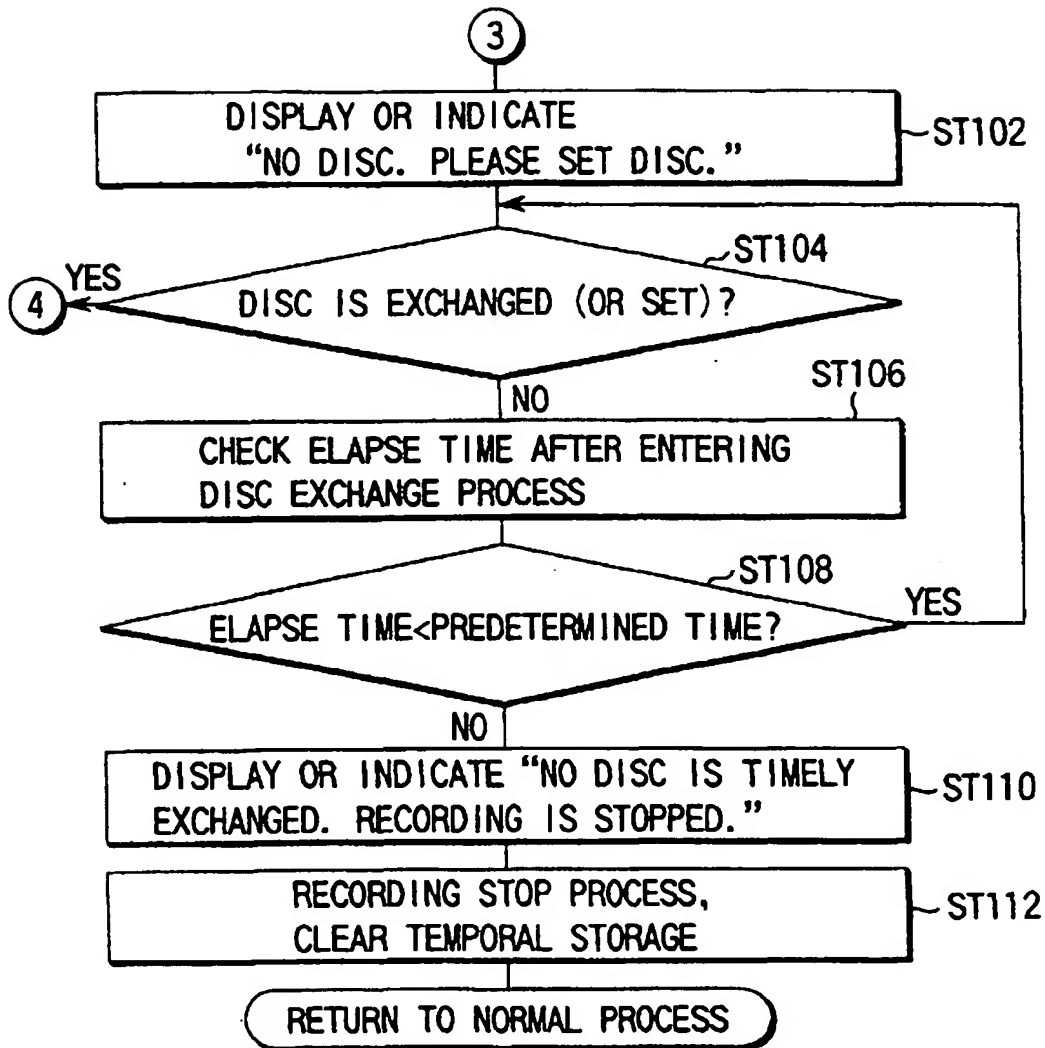 3
DISPLAY OR INDICATE
"NO DISC. PLEASE SET DISC."
ST102
ST104
YES
4
DISC IS EXCHANGED (OR SET)?
ST106
NO
CHECK ELAPSE TIME AFTER ENTERING
DISC EXCHANGE PROCESS
ST108
YES
ELAPSE TIME<PREDETERMINED TIME?
NO
DISPLAY OR INDICATE "NO DISC IS TIMELY
EXCHANGED. RECORDING IS STOPPED."
ST110
RECORDING STOP PROCESS,
CLEAR TEMPORAL STORAGE
ST112
RETURN TO NORMAL PROCESS